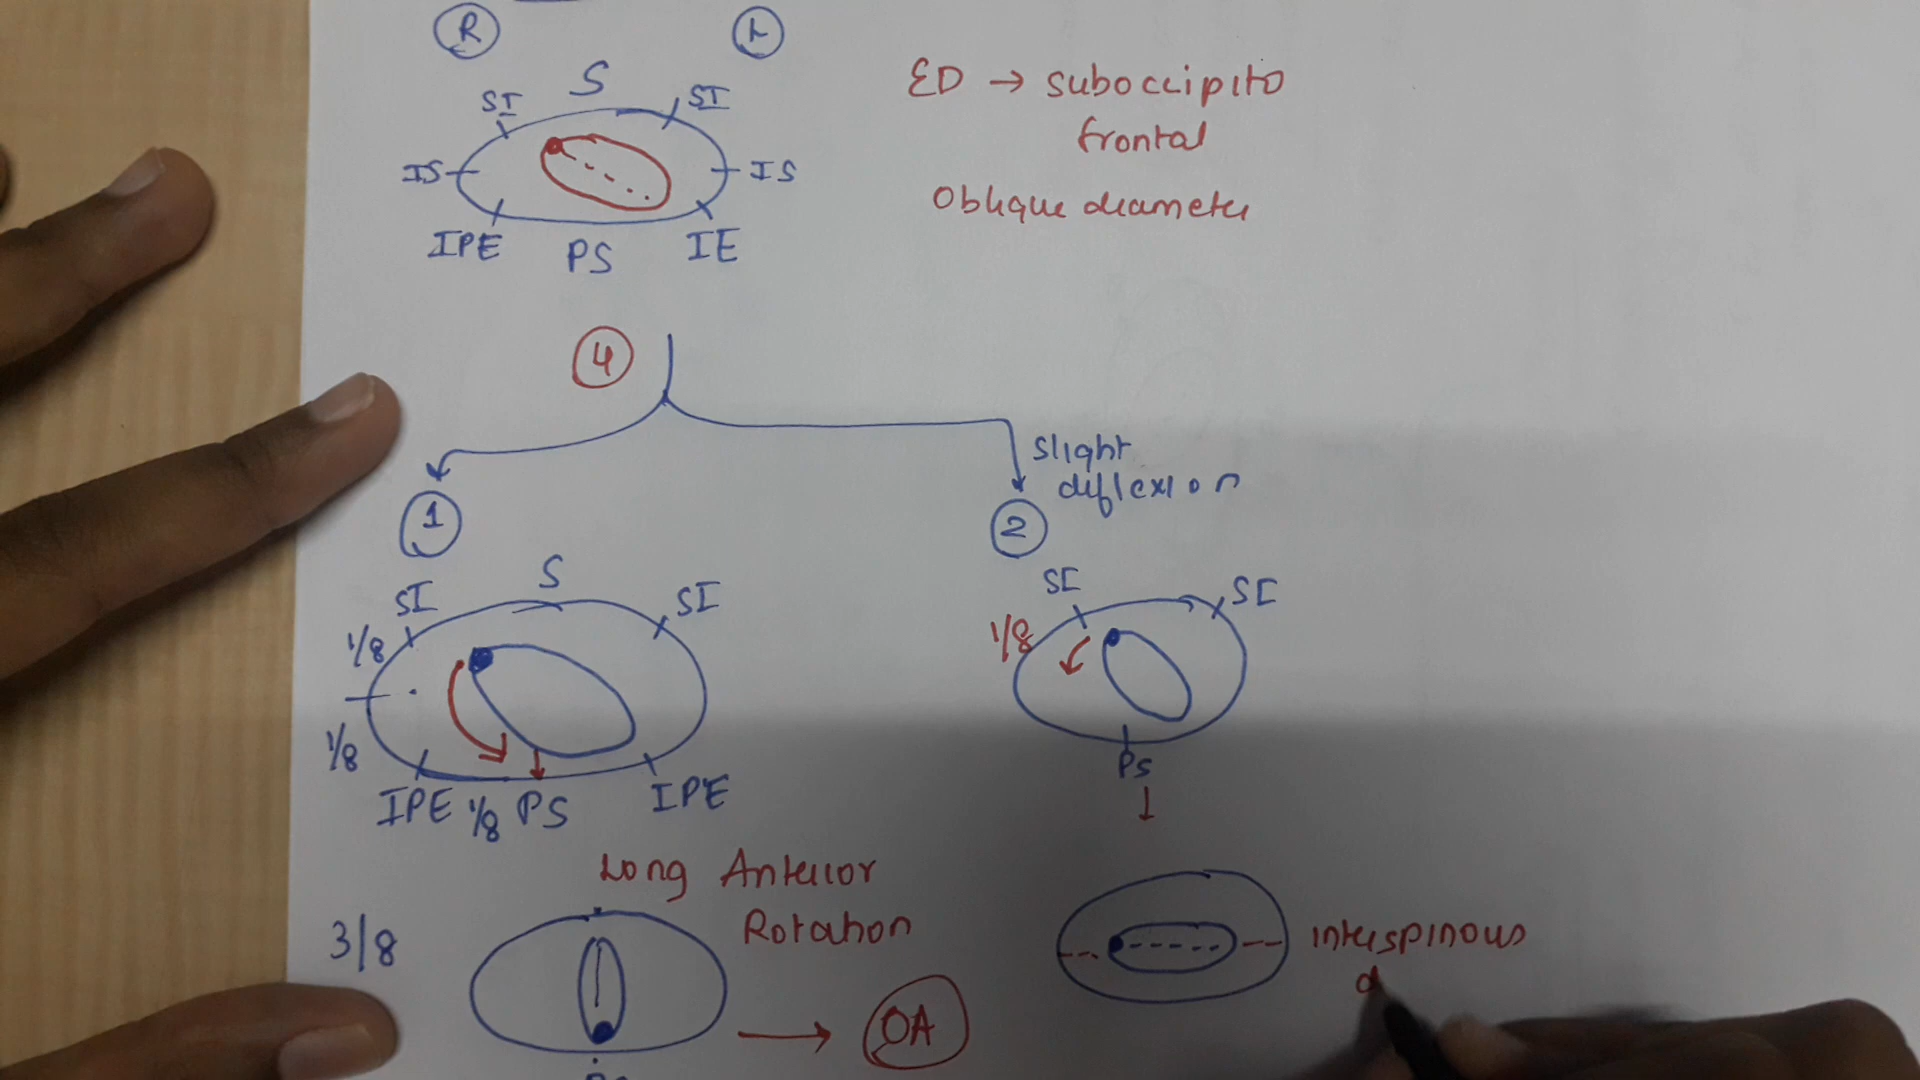 R L
S
SI SI
IS IS
IPE PS IE
ED → suboccipito
frontal
Oblique diameter
4
slight
diflexion
1 2
S
SI SI
1/8
1/8
IPE 1/8 PS IPE
SI SI
1/8
PS
Long Anterior
Rotation
3/8
OA
interspinous
d